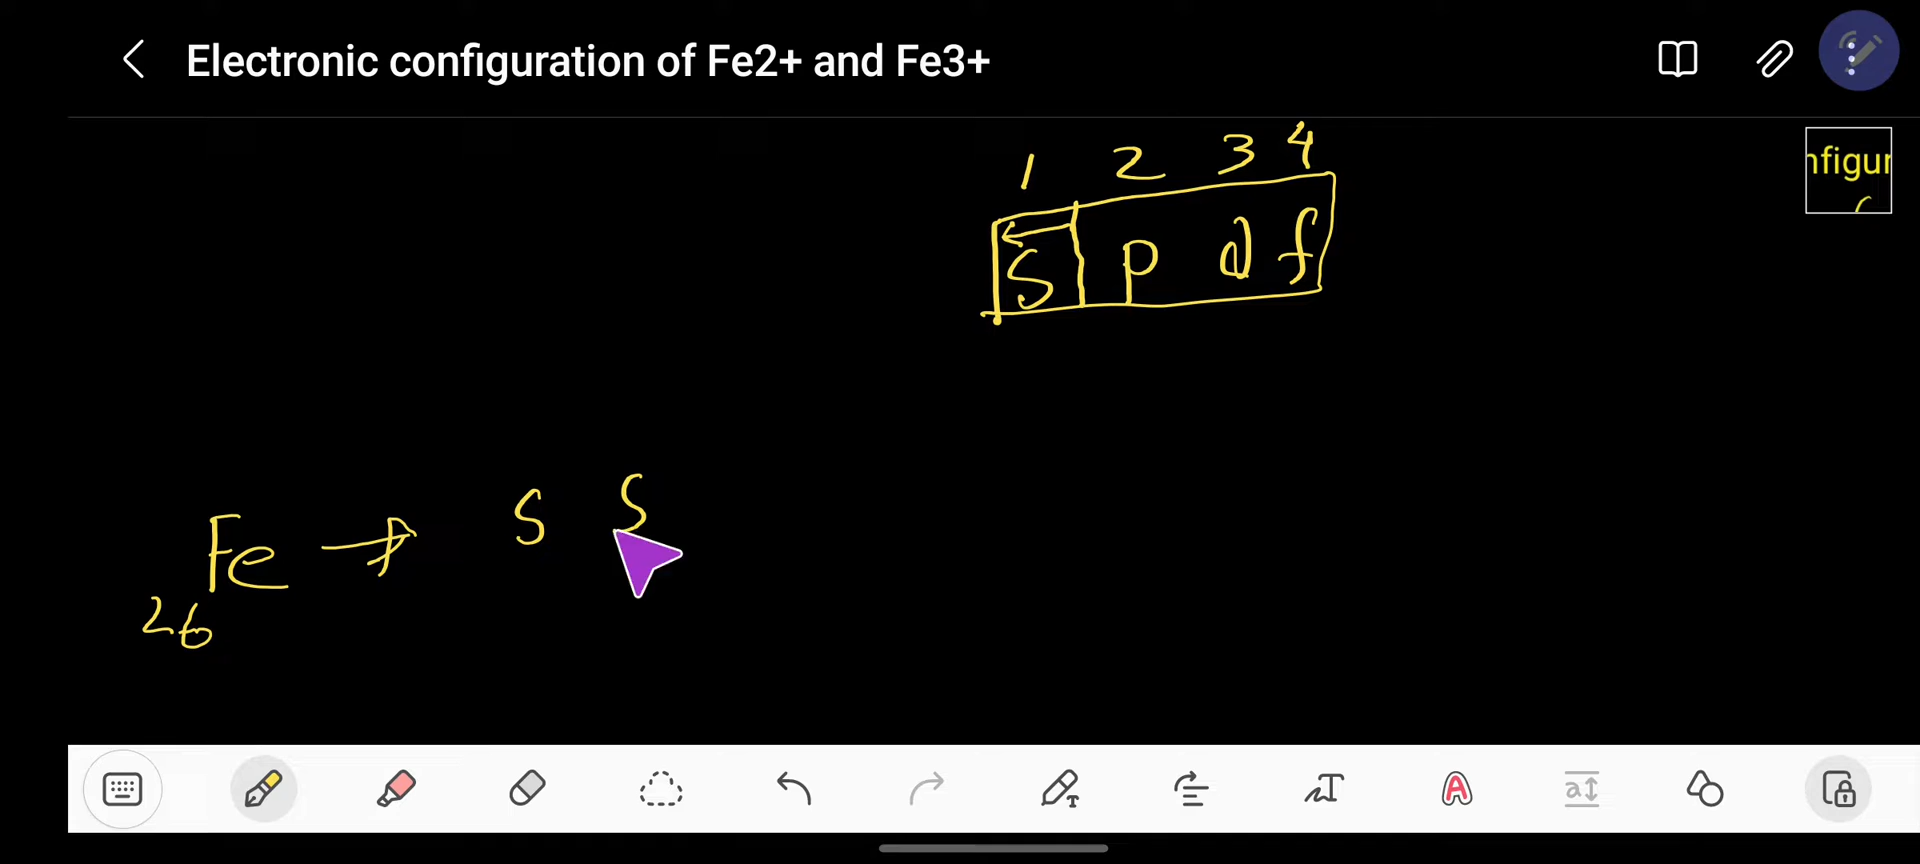 Electronic configuration of Fe2+ and Fe3+
nfigur
1 2 3 4
S p d f
Fe → S S
26